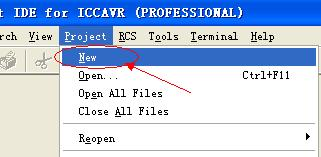 t IDE for ICCAVR (PROFESSIONAL)
rch View Project RCS Tools Terminal Help
New
Open... Ctrl+F11
Open All Files
Close All Files
Reopen